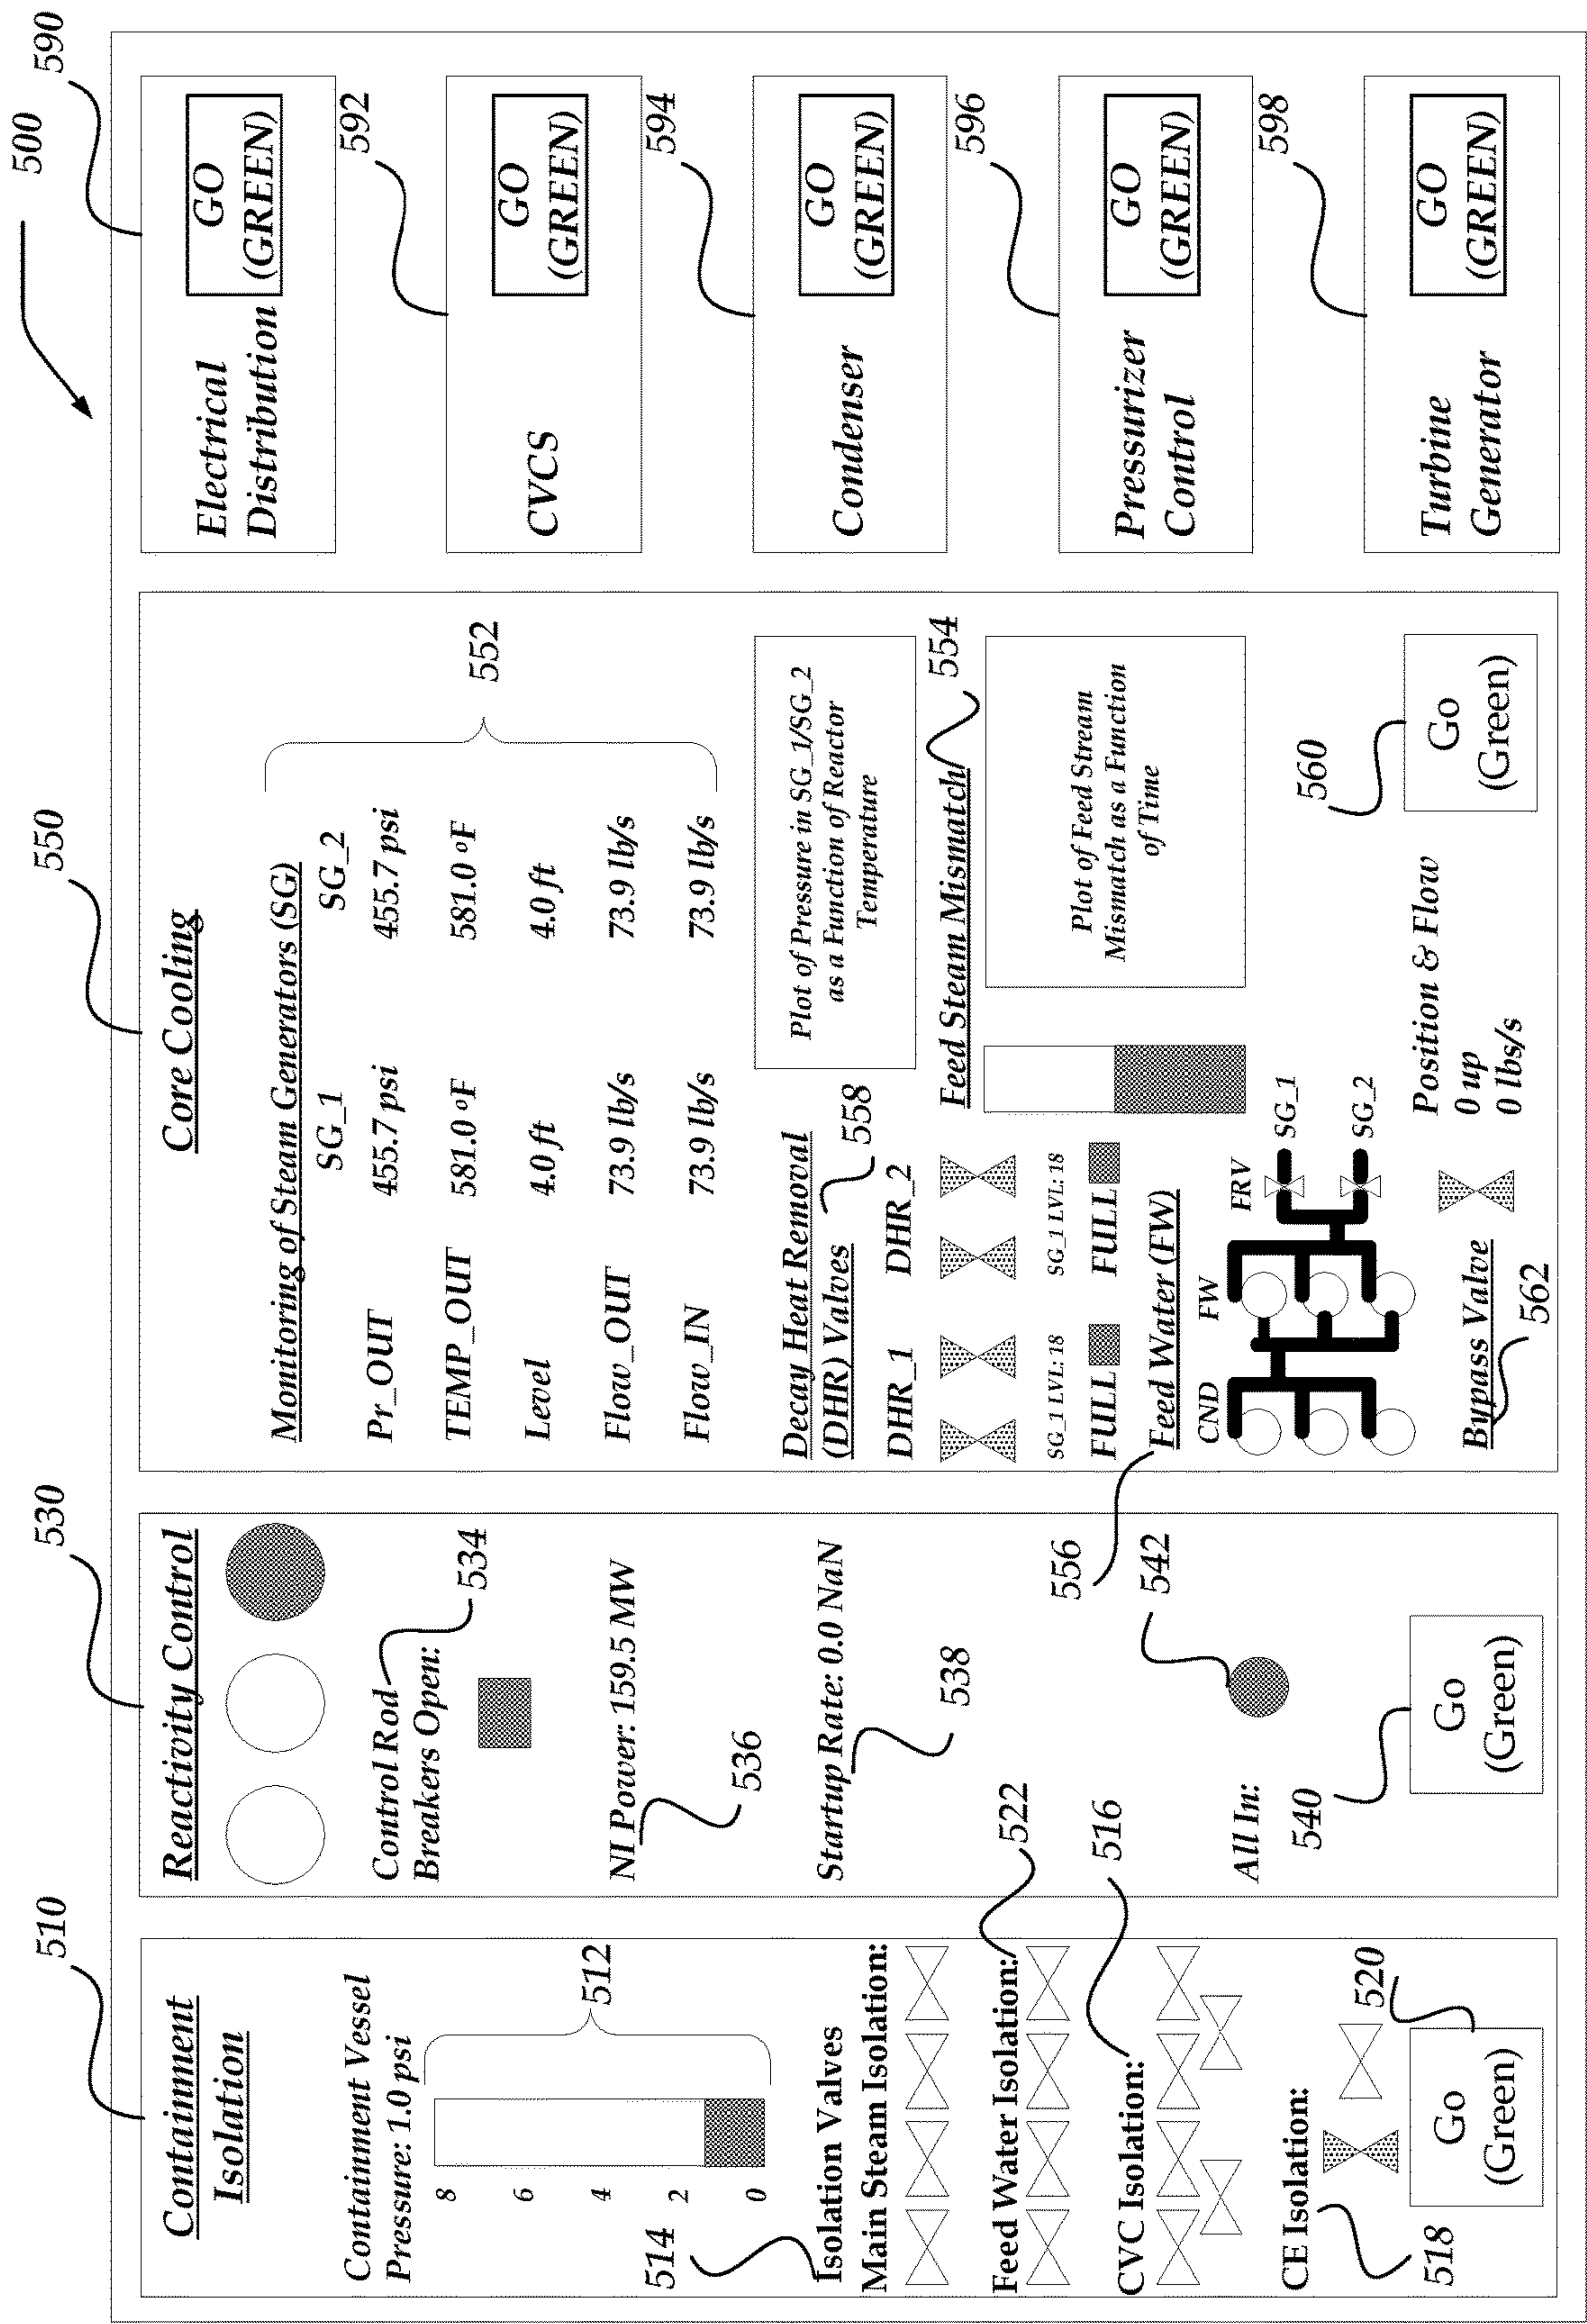 500
510
Containment
Isolation
Containment Vessel
Pressure: 1.0 psi
8
6
4
2
0
512
514
Isolation Valves
Main Steam Isolation:
522
Feed Water Isolation:
516
CVC Isolation:
CE Isolation:
518
520
Go
(Green)
530
Reactivity Control
Control Rod
Breakers Open:
534
NI Power: 159.5 MW
536
Startup Rate: 0.0 NaN
538
542
All In:
540
Go
(Green)
550
Core Cooling
Monitoring of Steam Generators (SG)
SG_1 SG_2
Pr_OUT 455.7 psi 455.7 psi
TEMP_OUT 581.0 °F 581.0 °F
Level 4.0 ft 4.0 ft
Flow_OUT 73.9 lb/s 73.9 lb/s
Flow_IN 73.9 lb/s 73.9 lb/s
552
Decay Heat Removal
(DHR) Valves
558
DHR_1 DHR_2
SG_1 LVL: 18 SG_1 LVL: 18
FULL FULL
Plot of Pressure in SG_1/SG_2
as a Function of Reactor
Temperature
Feed Steam Mismatch
554
Plot of Feed Stream
Mismatch as a Function
of Time
556
Feed Water (FW)
CND FW FRV
SG_1
SG_2
Bypass Valve
562
Position & Flow
0 up
0 lbs/s
560
Go
(Green)
590
Electrical
Distribution
GO
(GREEN)
592
CVCS
GO
(GREEN)
594
Condenser
GO
(GREEN)
596
Pressurizer
Control
GO
(GREEN)
598
Turbine
Generator
GO
(GREEN)